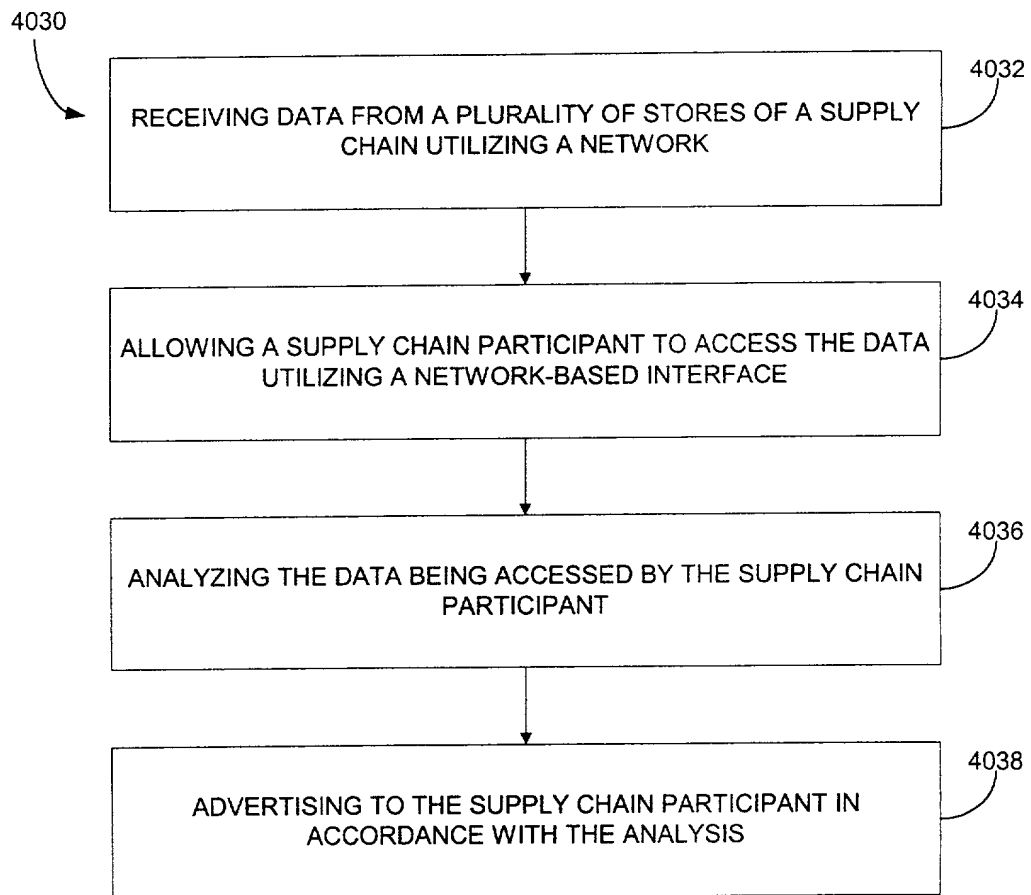 4030
4032
RECEIVING DATA FROM A PLURALITY OF STORES OF A SUPPLY
CHAIN UTILIZING A NETWORK
4034
ALLOWING A SUPPLY CHAIN PARTICIPANT TO ACCESS THE DATA
UTILIZING A NETWORK-BASED INTERFACE
4036
ANALYZING THE DATA BEING ACCESSED BY THE SUPPLY CHAIN
PARTICIPANT
4038
ADVERTISING TO THE SUPPLY CHAIN PARTICIPANT IN
ACCORDANCE WITH THE ANALYSIS